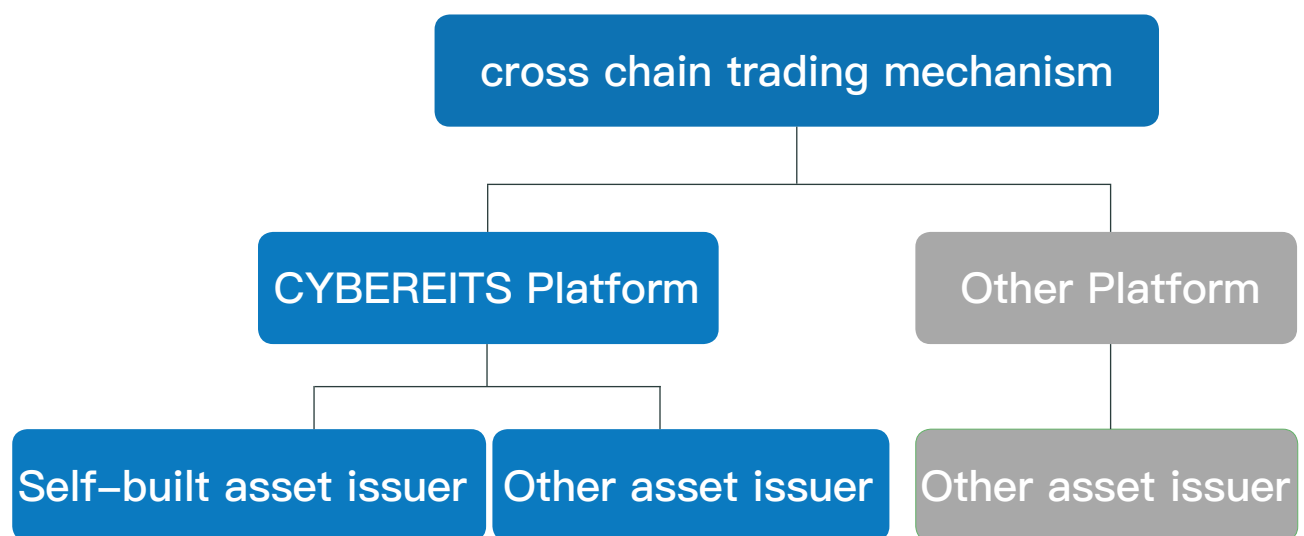 cross chain trading mechanism
CYBEREITS Platform
Other Platform
Self-built asset issuer
Other asset issuer
Other asset issuer